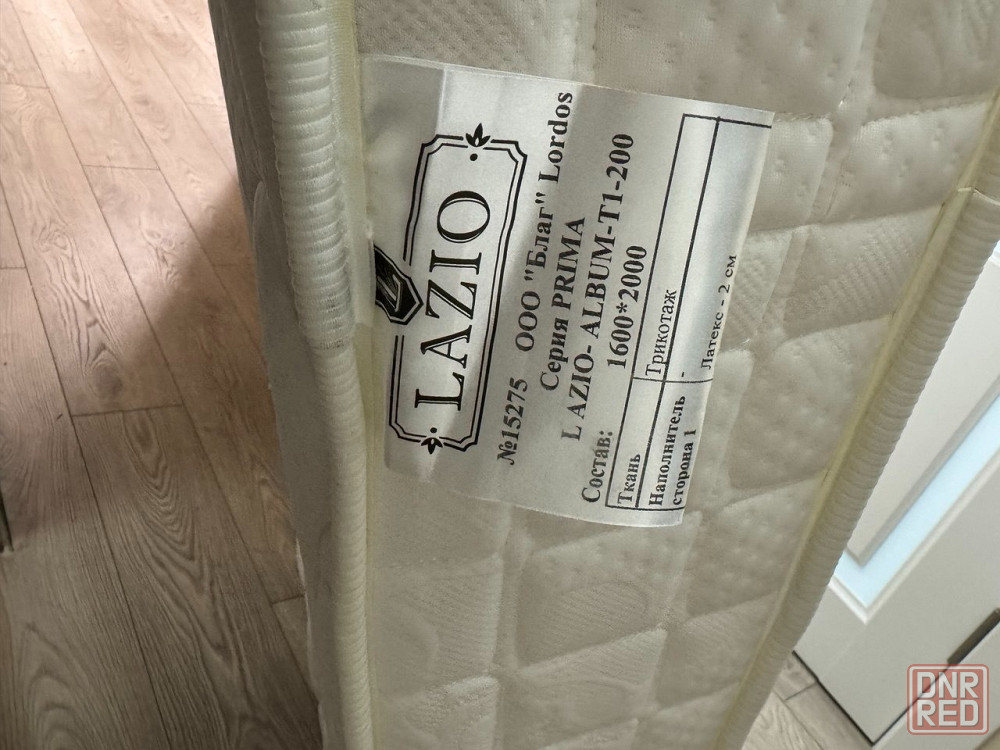 LAZIO
№15275 ООО "Благ" Lordos
Серия PRIMA
L AZIO- ALBUM-T1-200
1600*2000
Состав:
Ткань Трикотаж
Наполнитель -
сторона 1 Латекс - 2 см
DNR
RED